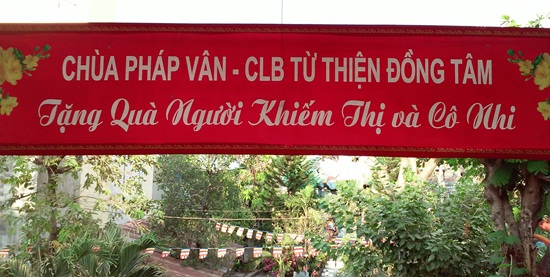 CHÙA PHÁP VÂN - CLB TỪ THIỆN ĐỒNG TÂM
Tặng Quà Người Khiếm Thị và Cô Nhi